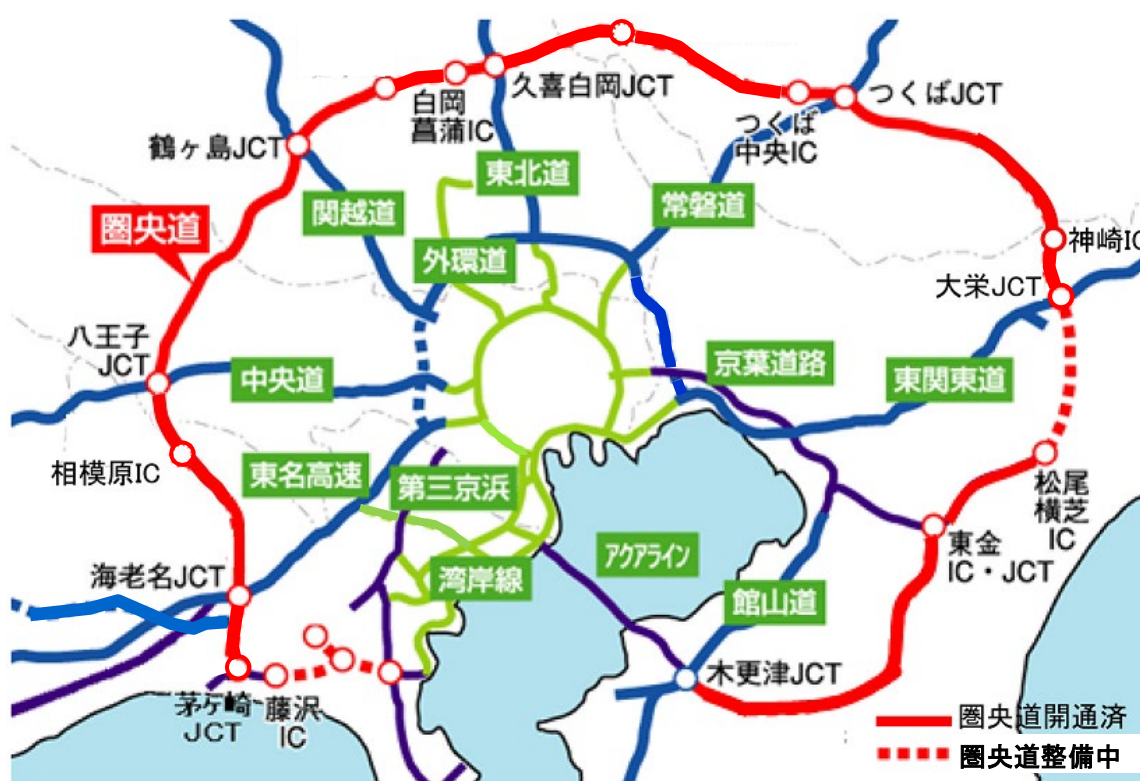 久喜白岡JCT
白岡
菖蒲IC
つくばJCT
つくば
中央IC
鶴ヶ島JCT
東北道
関越道
常磐道
圏央道
外環道
神崎IC
大栄JCT
八王子
JCT
中央道
京葉道路
東関東道
相模原IC
東名高速
第三京浜
松尾
横芝
IC
東金
IC・JCT
アクアライン
海老名JCT
湾岸線
館山道
木更津JCT
茅ケ崎
JCT
藤沢
IC
圏央道開通済
圏央道整備中